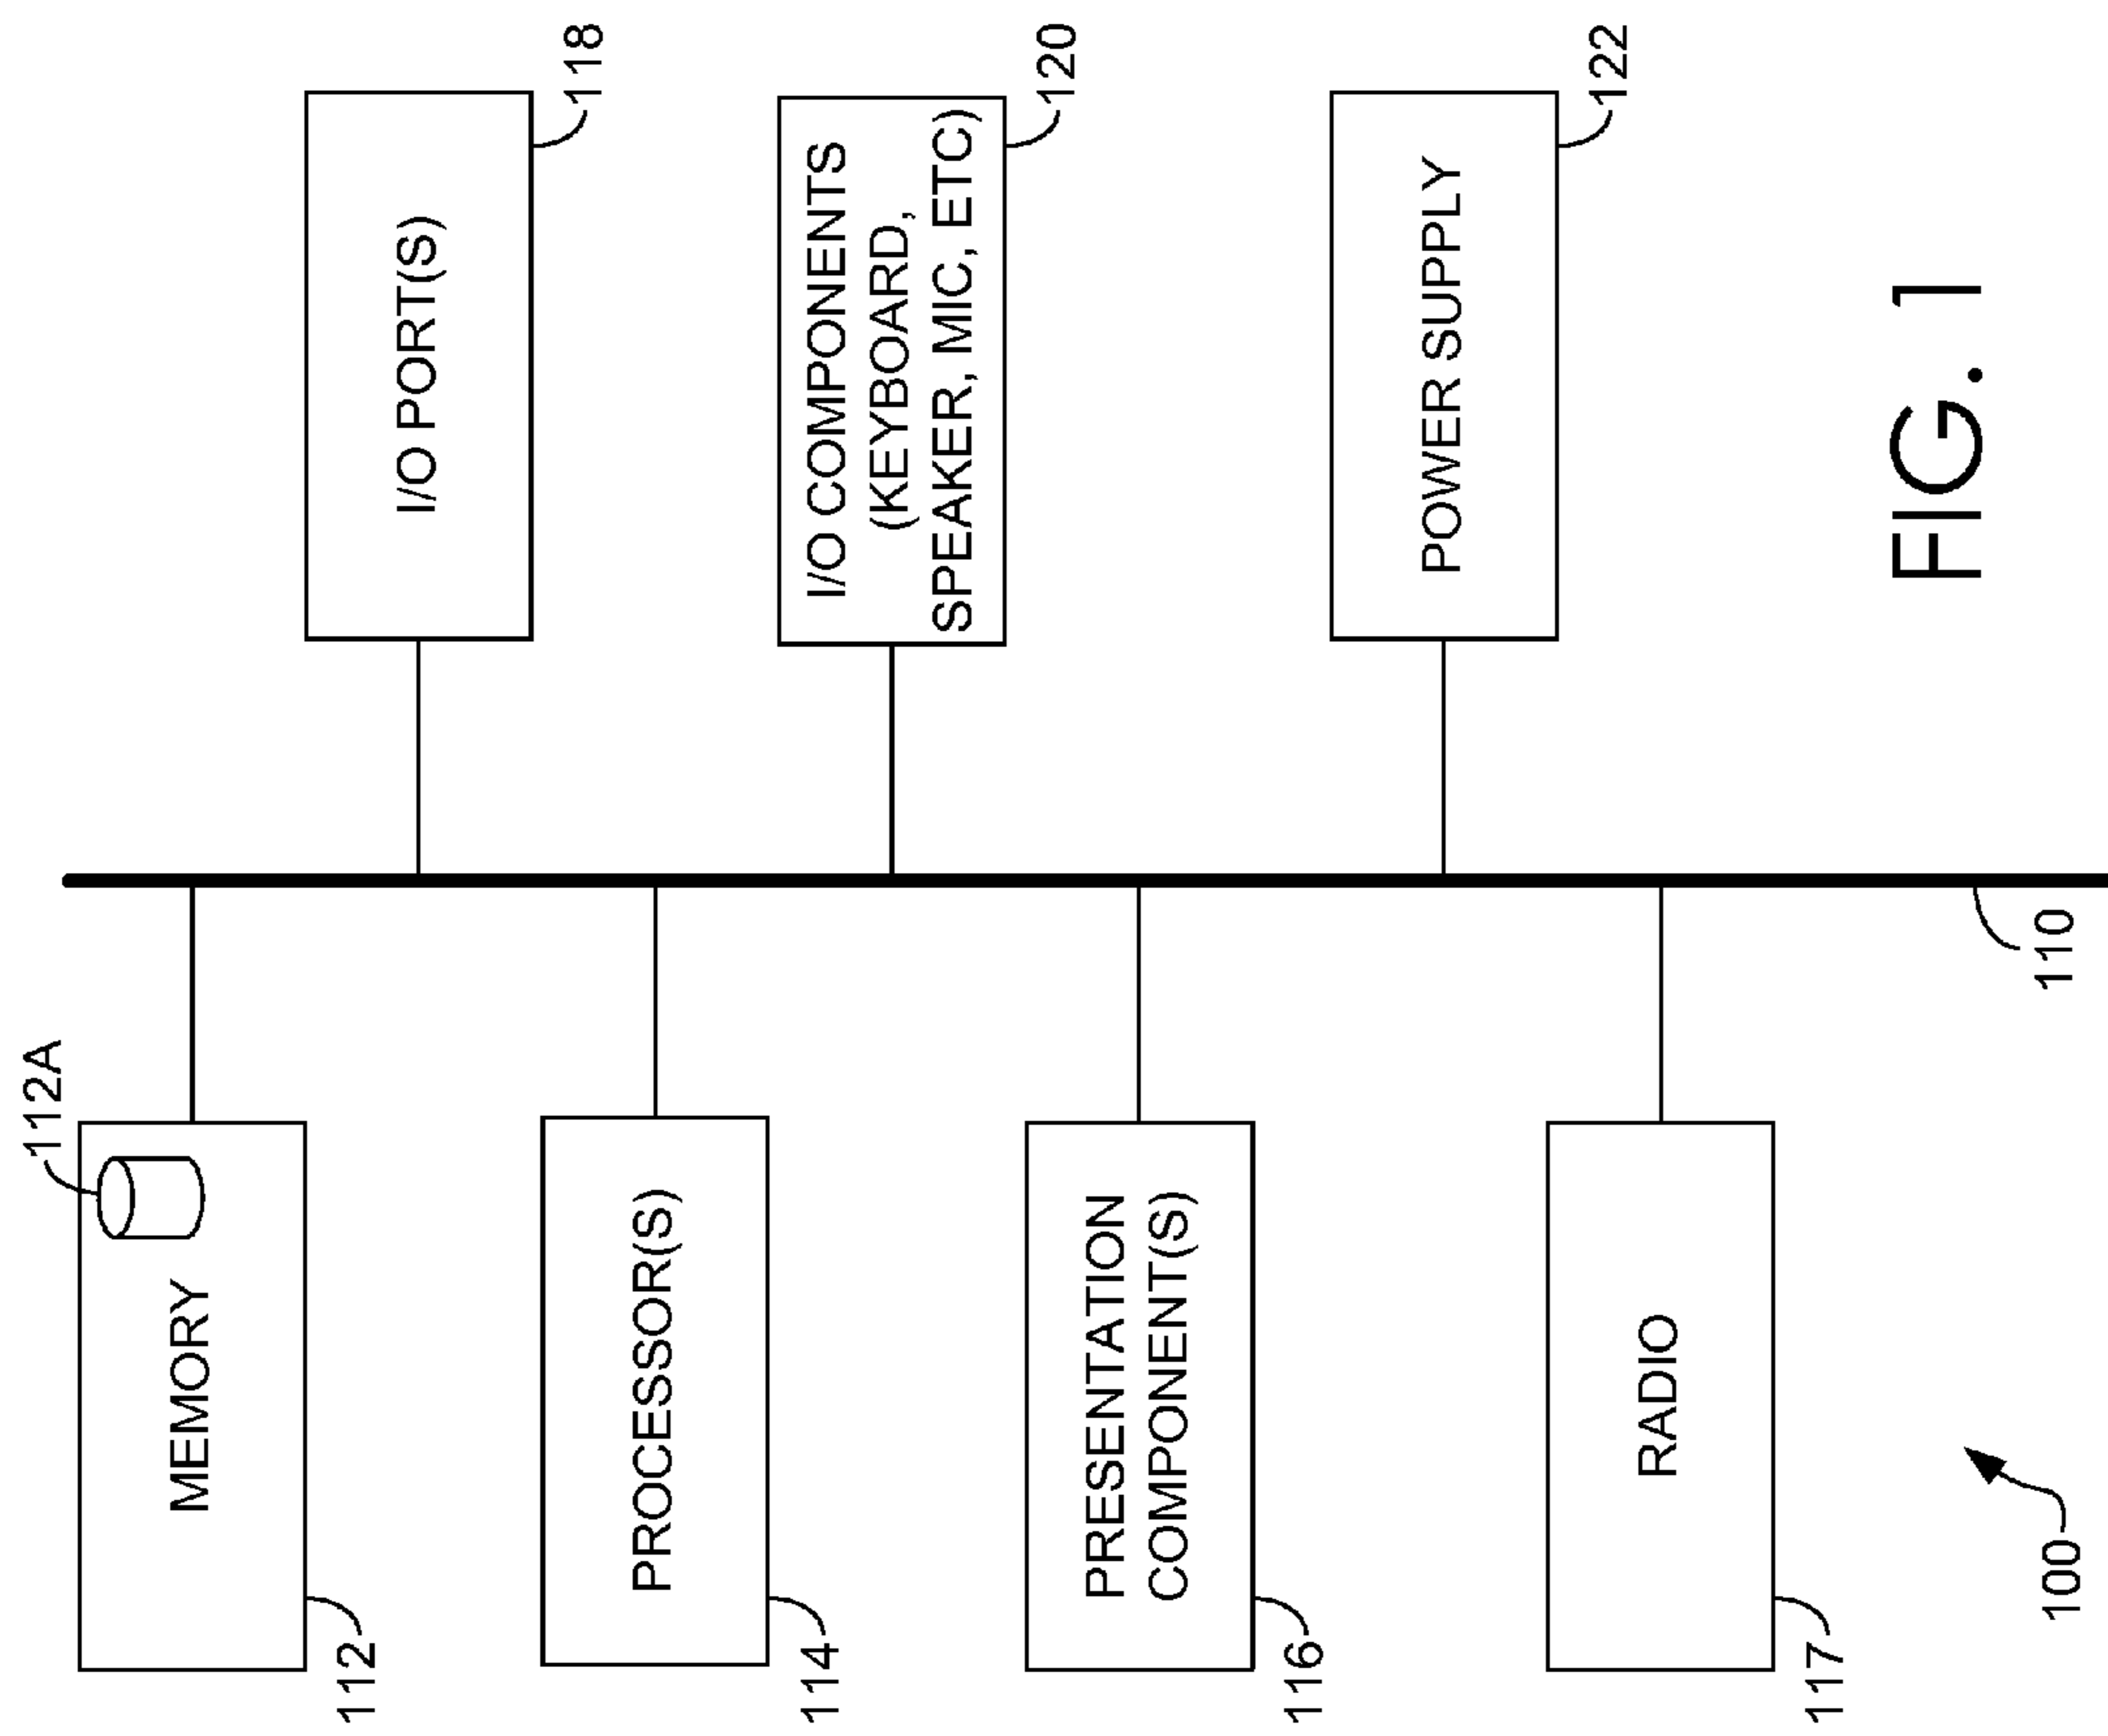 112A
MEMORY
112
PROCESSOR(S)
114
PRESENTATION
COMPONENT(S)
116
RADIO
117
100
110
I/O PORT(S)
118
I/O COMPONENTS
(KEYBOARD,
SPEAKER, MIC, ETC)
120
POWER SUPPLY
122
FIG. 1